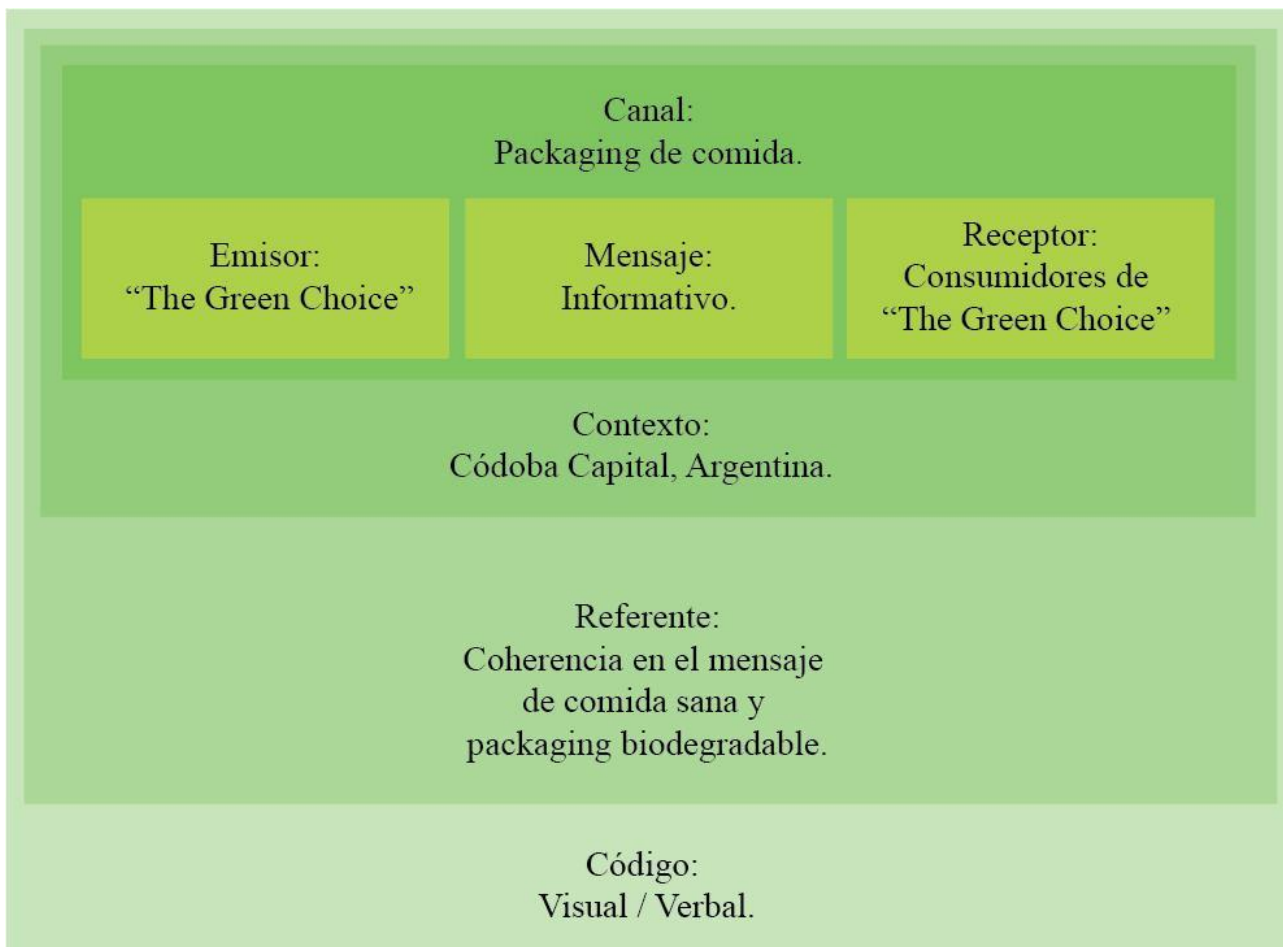 Canal:
Packaging de comida.
Emisor:
“The Green Choice”
Mensaje:
Informativo.
Receptor:
Consumidores de
“The Green Choice”
Contexto:
Códoba Capital, Argentina.
Referente:
Coherencia en el mensaje
de comida sana y
packaging biodegradable.
Código:
Visual / Verbal.